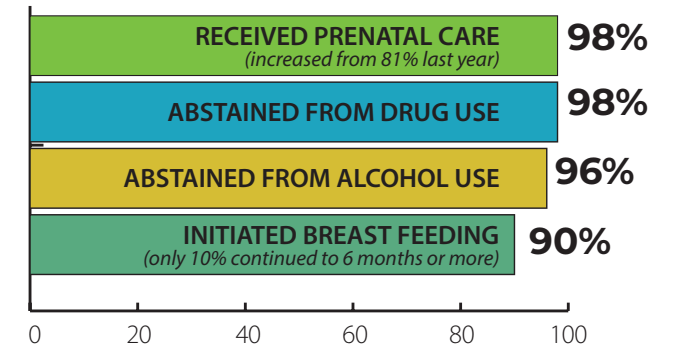 RECEIVED PRENATAL CARE
(increased from 81% last year)
98%
ABSTAINED FROM DRUG USE
98%
ABSTAINED FROM ALCOHOL USE
96%
INITIATED BREAST FEEDING
(only 10% continued to 6 months or more)
90%
0 20 40 60 80 100